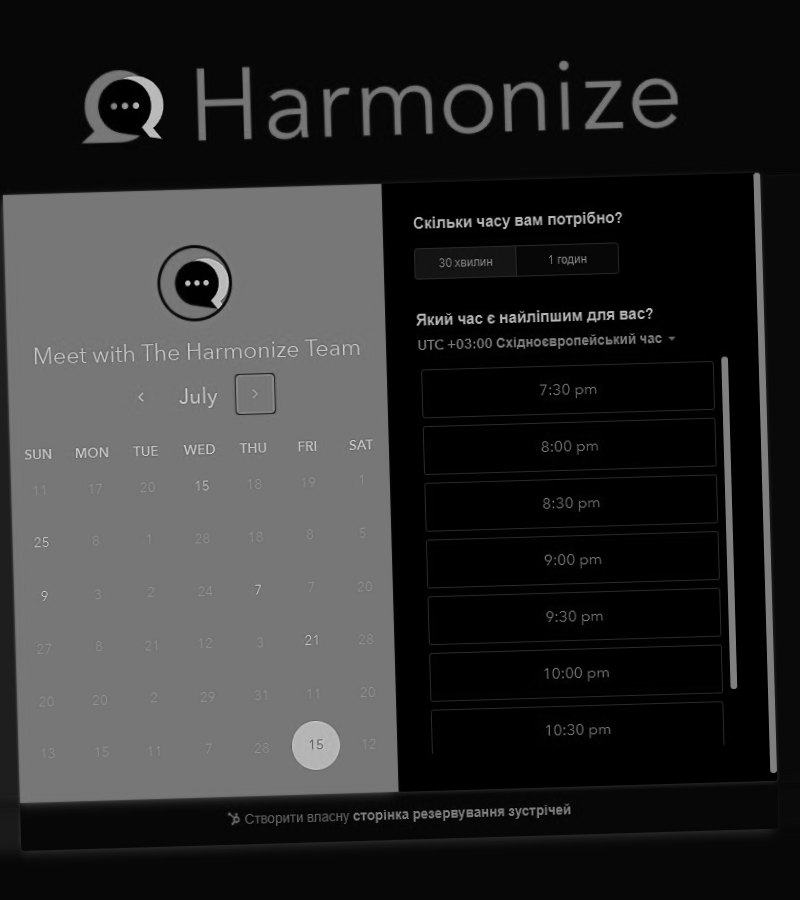 Harmonize
Meet with The Harmonize Team
July
SUN MON TUE WED THU FRI SAT
11 17 20 15 18 19 1
25 8 1 28 18 8 5
9 3 2 24 7 7 20
27 8 21 12 3 21 28
20 20 2 29 31 11 20
13 15 11 7 28 15 12
Скільки часу вам потрібно?
30 хвилин 1 годин
Який час є найліпшим для вас?
UTC +03:00 Східноєвропейський час
7:30 pm
8:00 pm
8:30 pm
9:00 pm
9:30 pm
10:00 pm
10:30 pm
Створити власну сторінка резервування зустрічей